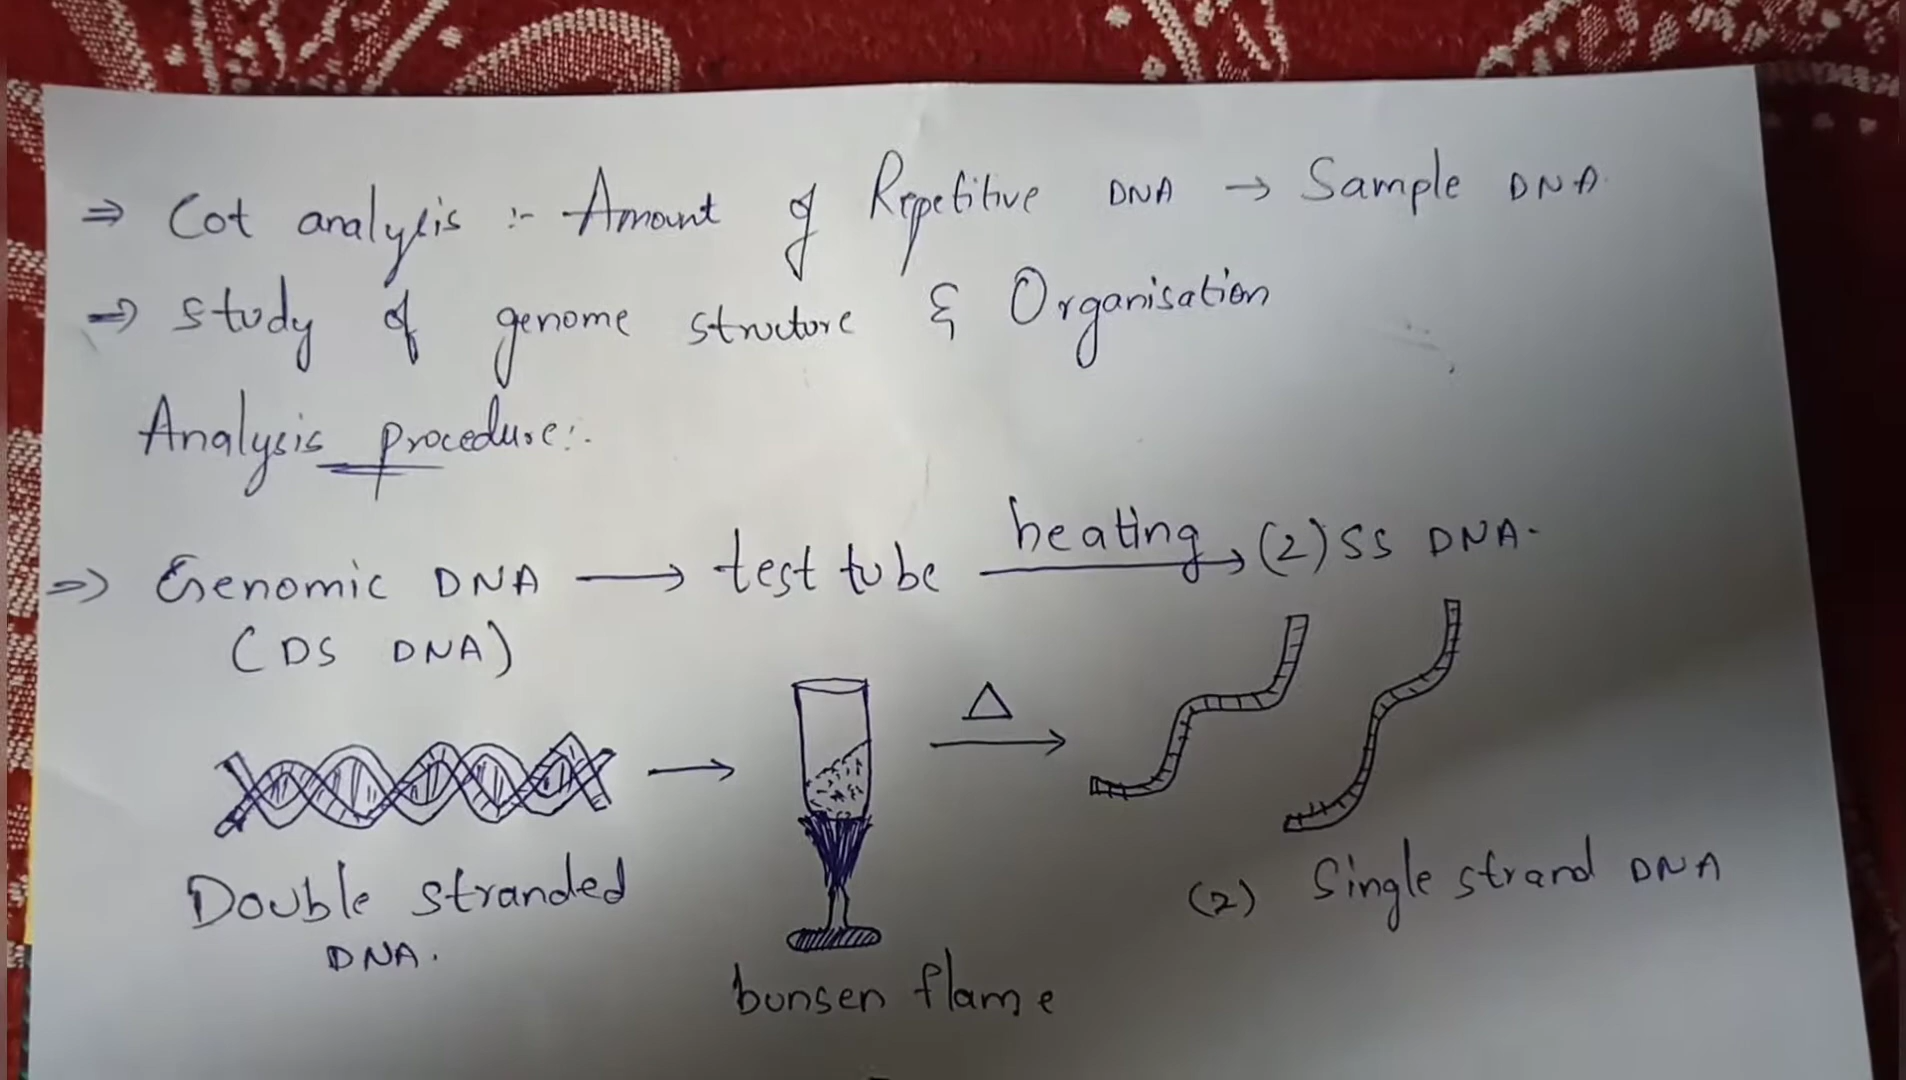 ⇒ Cot analysis :- Amount of Repetitive DNA → Sample DNA
⇒ study of genome structure & Organisation
Analysis procedure:-
⇒ Genomic DNA → test tube heating → (2) SS DNA.
(DS DNA)
Δ
Double stranded
DNA.
bunsen flame
(2) Single strand DNA